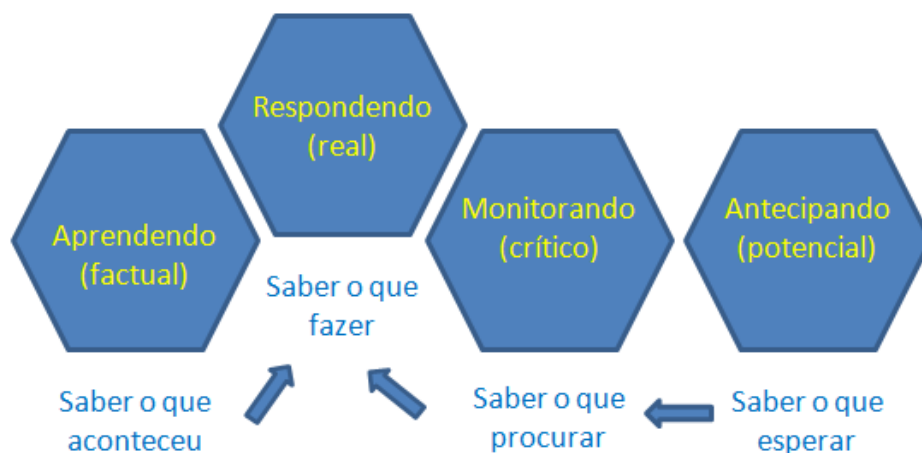 Respondendo
(real)
Aprendendo
(factual)
Monitorando
(crítico)
Antecipando
(potencial)
Saber o que
fazer
Saber o que
aconteceu
Saber o que
procurar
Saber o que
esperar